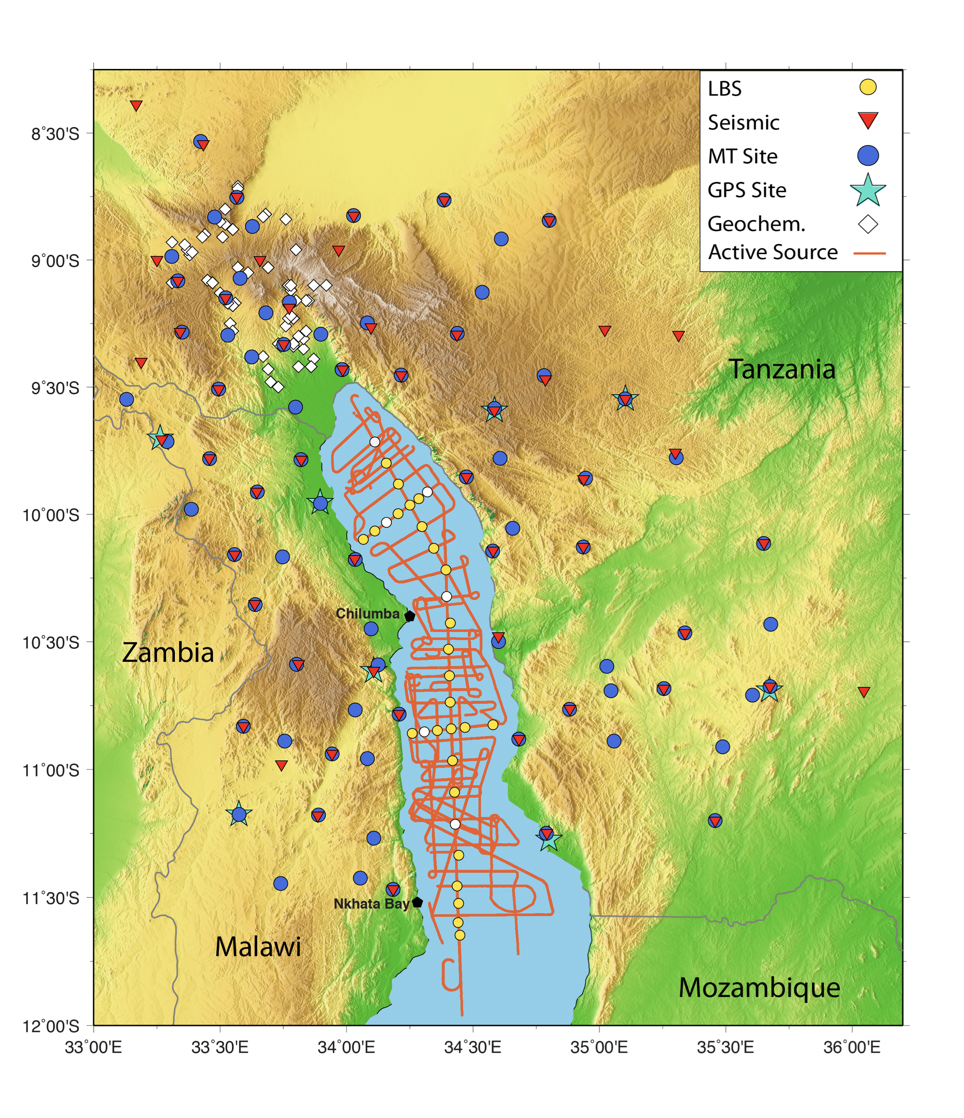 LBS
Seismic
MT Site
GPS Site
Geochem.
Active Source
8°30'S
9°00'S
9°30'S
10°00'S
10°30'S
11°00'S
11°30'S
12°00'S
Tanzania
Chilumba
Zambia
Nkhata Bay
Malawi
Mozambique
33°00'E
33°30'E
34°00'E
34°30'E
35°00'E
35°30'E
36°00'E